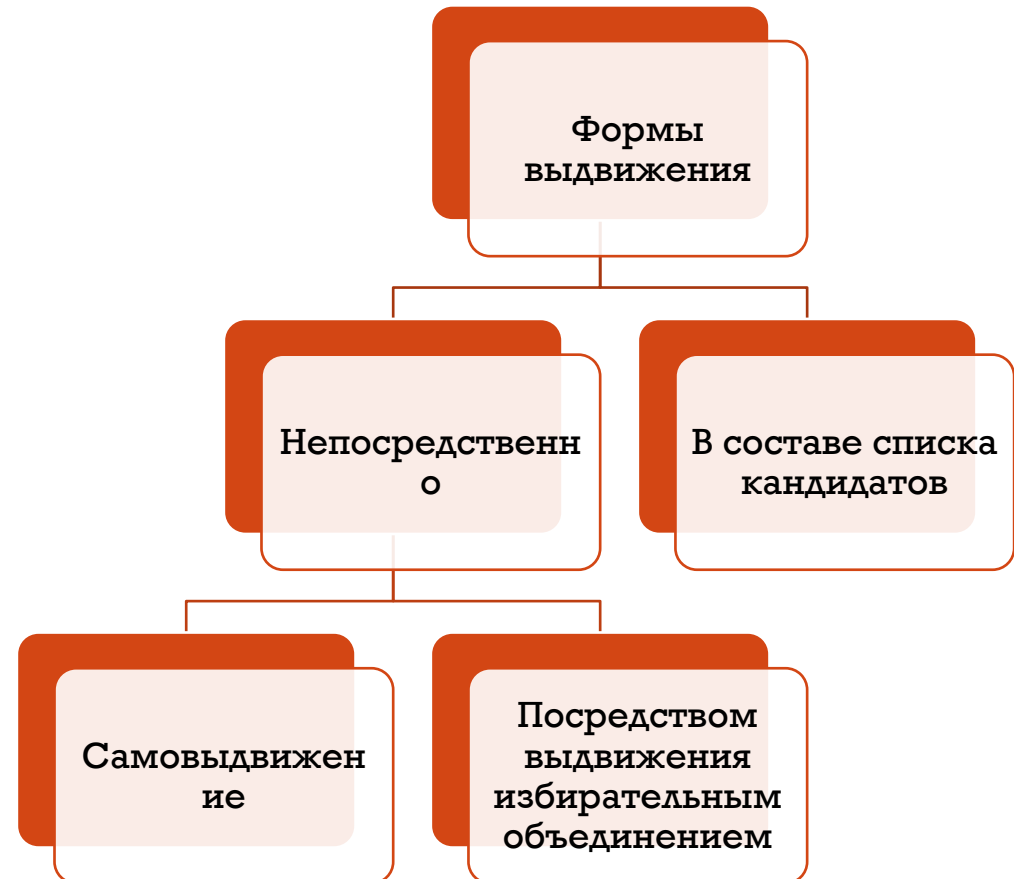 Формы
выдвижения
Непосредственн
о
В составе списка
кандидатов
Самовыдвижен
ие
Посредством
выдвижения
избирательным
объединением